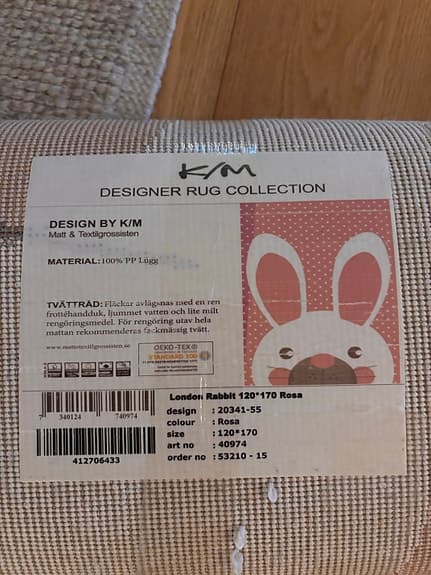 K/M
DESIGNER RUG COLLECTION
DESIGN BY K/M
Matt & Textilgrossisten
MATERIAL: 100% PP Lugg
TVÄTTRÅD: Fläckar avlägsnas med en ren
frottéhandduk, ljummet vatten och lite milt
rengöringsmedel. För rengöring utav hela
mattan rekommenderas fackmässig tvätt.
www.mattotextilgrossisten.se
OEKO-TEX®
STANDARD 100
London Rabbit 120*170 Rosa
design : 20341-55
colour : Rosa
size : 120*170
art no : 40974
order no : 53210 - 15
7 340124 740974
412706433